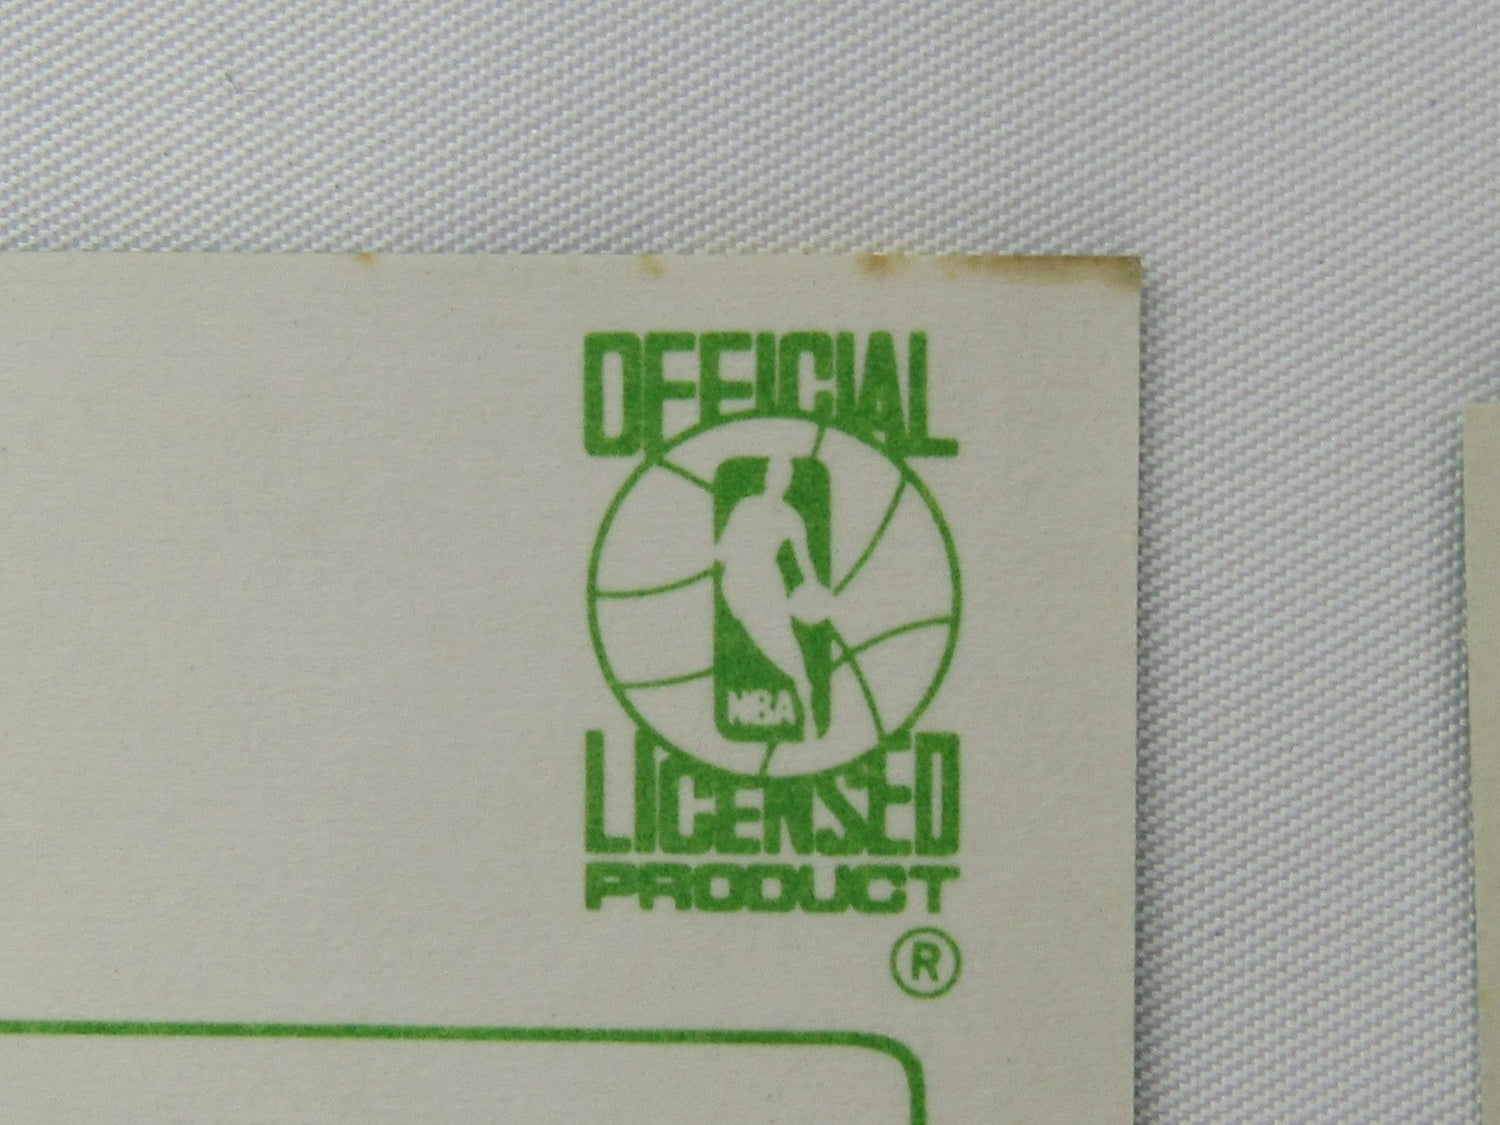 OFFICIAL
NBA
LICENSED
PRODUCT
®